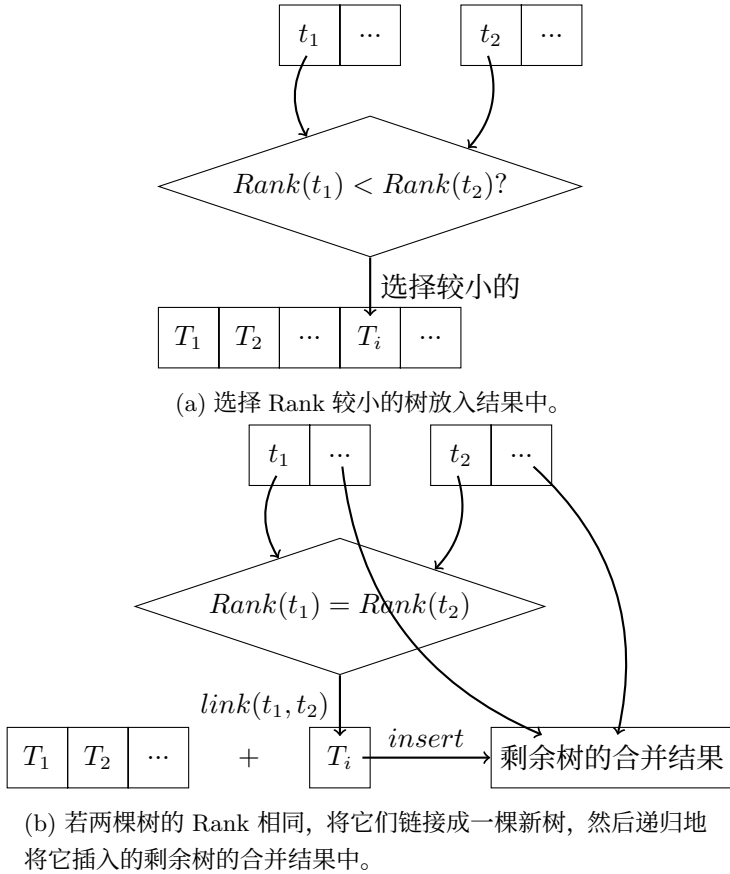 t₁ ··· t₂ ···
Rank(t₁) < Rank(t₂)?
选择较小的
T₁ T₂ ··· Tᵢ ···
(a) 选择 Rank 较小的树放入结果中。
t₁ ··· t₂ ···
Rank(t₁) = Rank(t₂)
link(t₁, t₂)
T₁ T₂ ··· + Tᵢ insert 剩余树的合并结果
(b) 若两棵树的 Rank 相同，将它们链接成一棵新树，然后递归地
将它插入的剩余树的合并结果中。